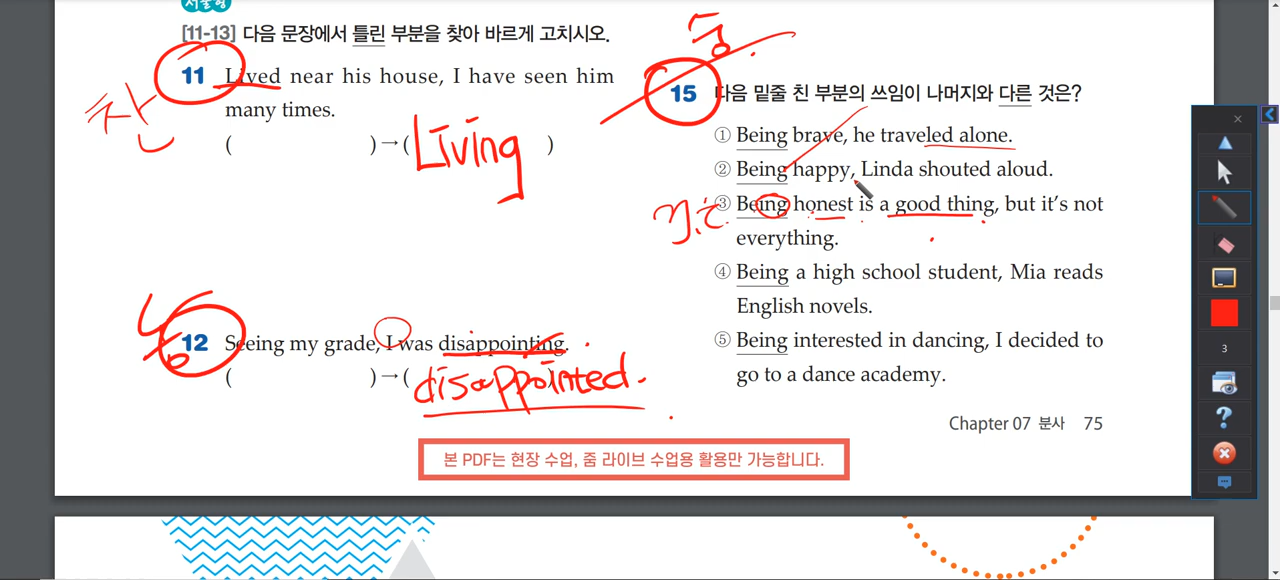 서술형
[11-13] 다음 문장에서 틀린 부분을 찾아 바르게 고치시오.
11 Lived near his house, I have seen him
many times.
( ) → ( Living )
12 Seeing my grade, I was disappointing.
( ) → ( disappointed. )
15 다음 밑줄 친 부분의 쓰임이 나머지와 다른 것은?
① Being brave, he traveled alone.
② Being happy, Linda shouted aloud.
③ Being honest is a good thing, but it's not
everything.
④ Being a high school student, Mia reads
English novels.
⑤ Being interested in dancing, I decided to
go to a dance academy.
Chapter 07 분사 75
본 PDF는 현장 수업, 줌 라이브 수업용 활용만 가능합니다.
3